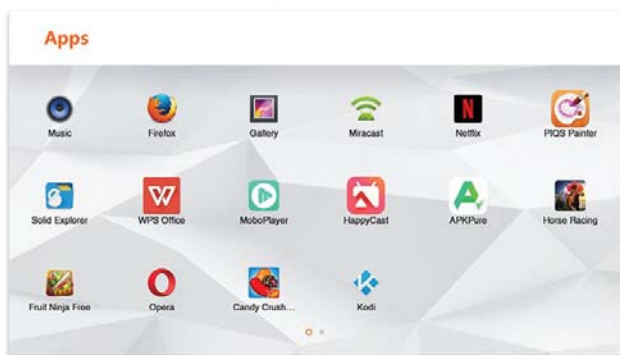 Apps
Music Firefox Gallery Miracast Netflix PIQS Painter
Solid Explorer WPS Office MoboPlayer HappyCast APKPure Horse Racing
Fruit Ninja Free Opera Candy Crush... Kodi